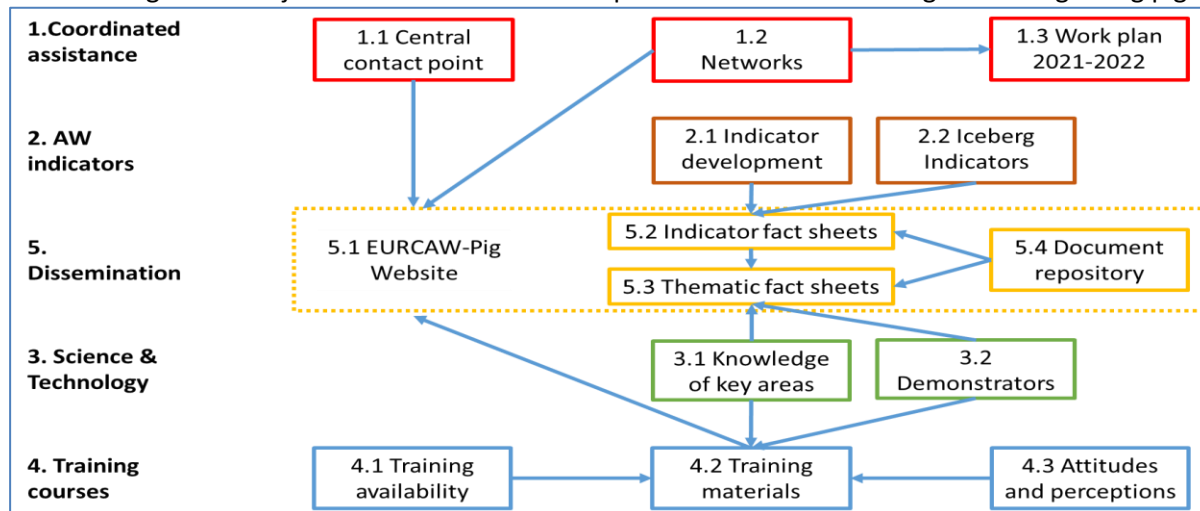 1.Coordinated
assistance
1.1 Central
contact point
1.2
Networks
1.3 Work plan
2021-2022
2. AW
indicators
2.1 Indicator
development
2.2 Iceberg
Indicators
5.
Dissemination
5.1 EURCAW-Pig
Website
5.2 Indicator fact sheets
5.3 Thematic fact sheets
5.4 Document
repository
3. Science &
Technology
3.1 Knowledge
of key areas
3.2
Demonstrators
4. Training
courses
4.1 Training
availability
4.2 Training
materials
4.3 Attitudes
and perceptions